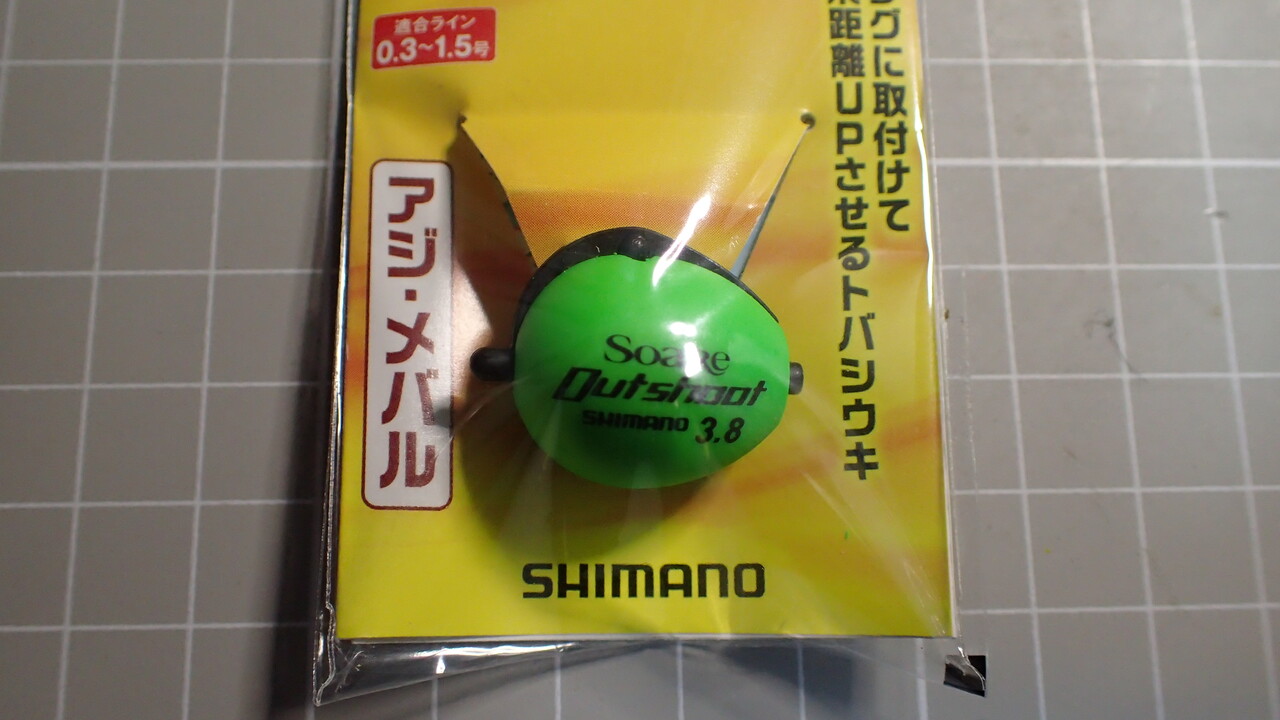 適合ライン
0.3~1.5号
グに取付けて
距離UPさせるトバシウキ
アジ・メバル
Soare
Outshoot
SHIMANO 3.8
SHIMANO